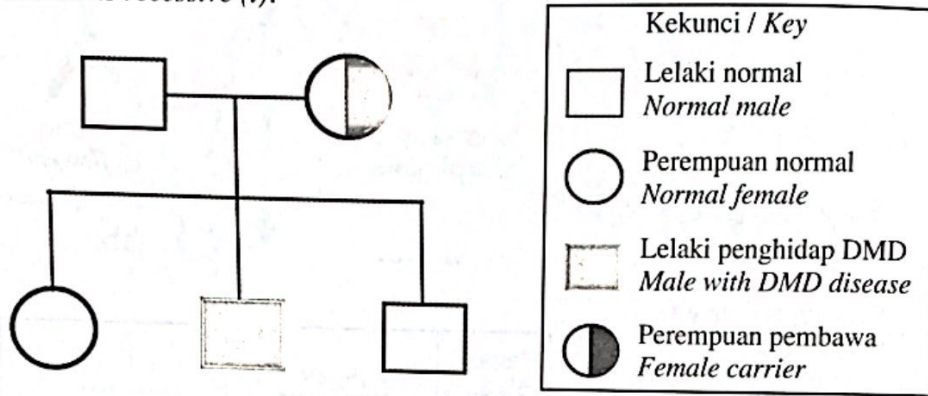 Kekunci / Key
Lelaki normal
Normal male
Perempuan normal
Normal female
Lelaki penghidap DMD
Male with DMD disease
Perempuan pembawa
Female carrier